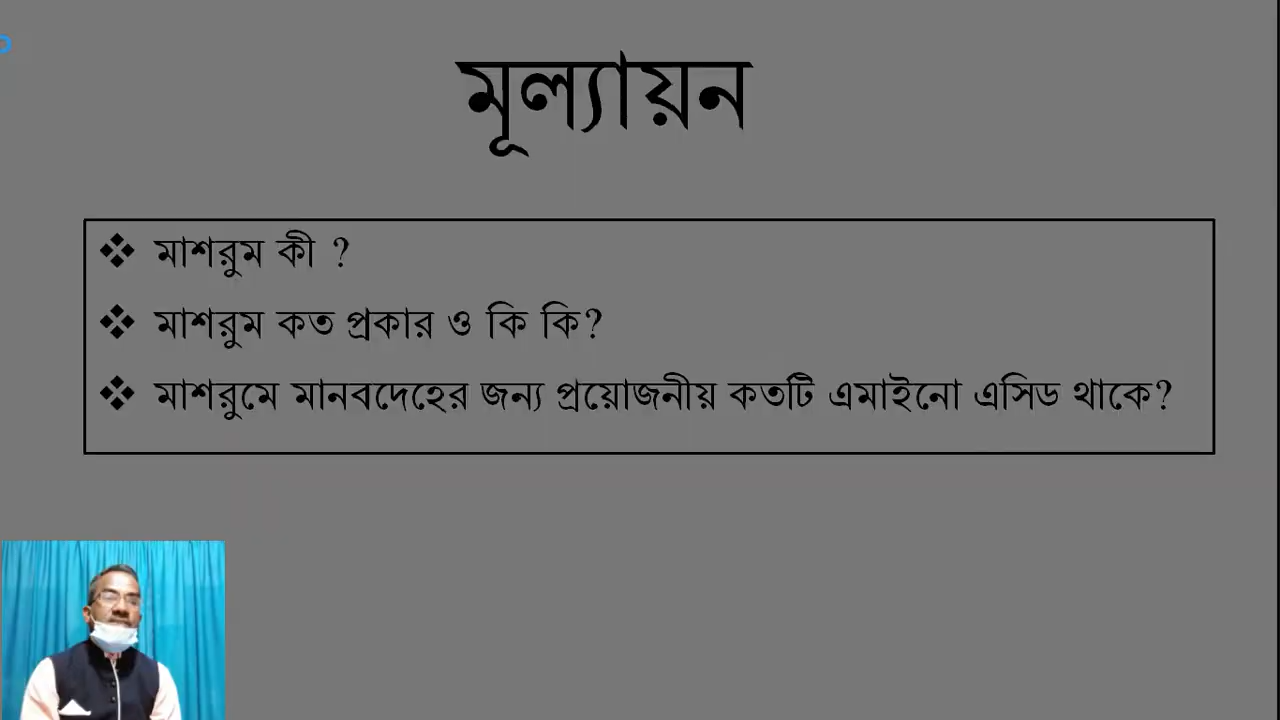 মূল্যায়ন
❖ মাশরুম কী ?
❖ মাশরুম কত প্রকার ও কি কি?
❖ মাশরুমে মানবদেহের জন্য প্রয়োজনীয় কতটি এমাইনো এসিড থাকে?